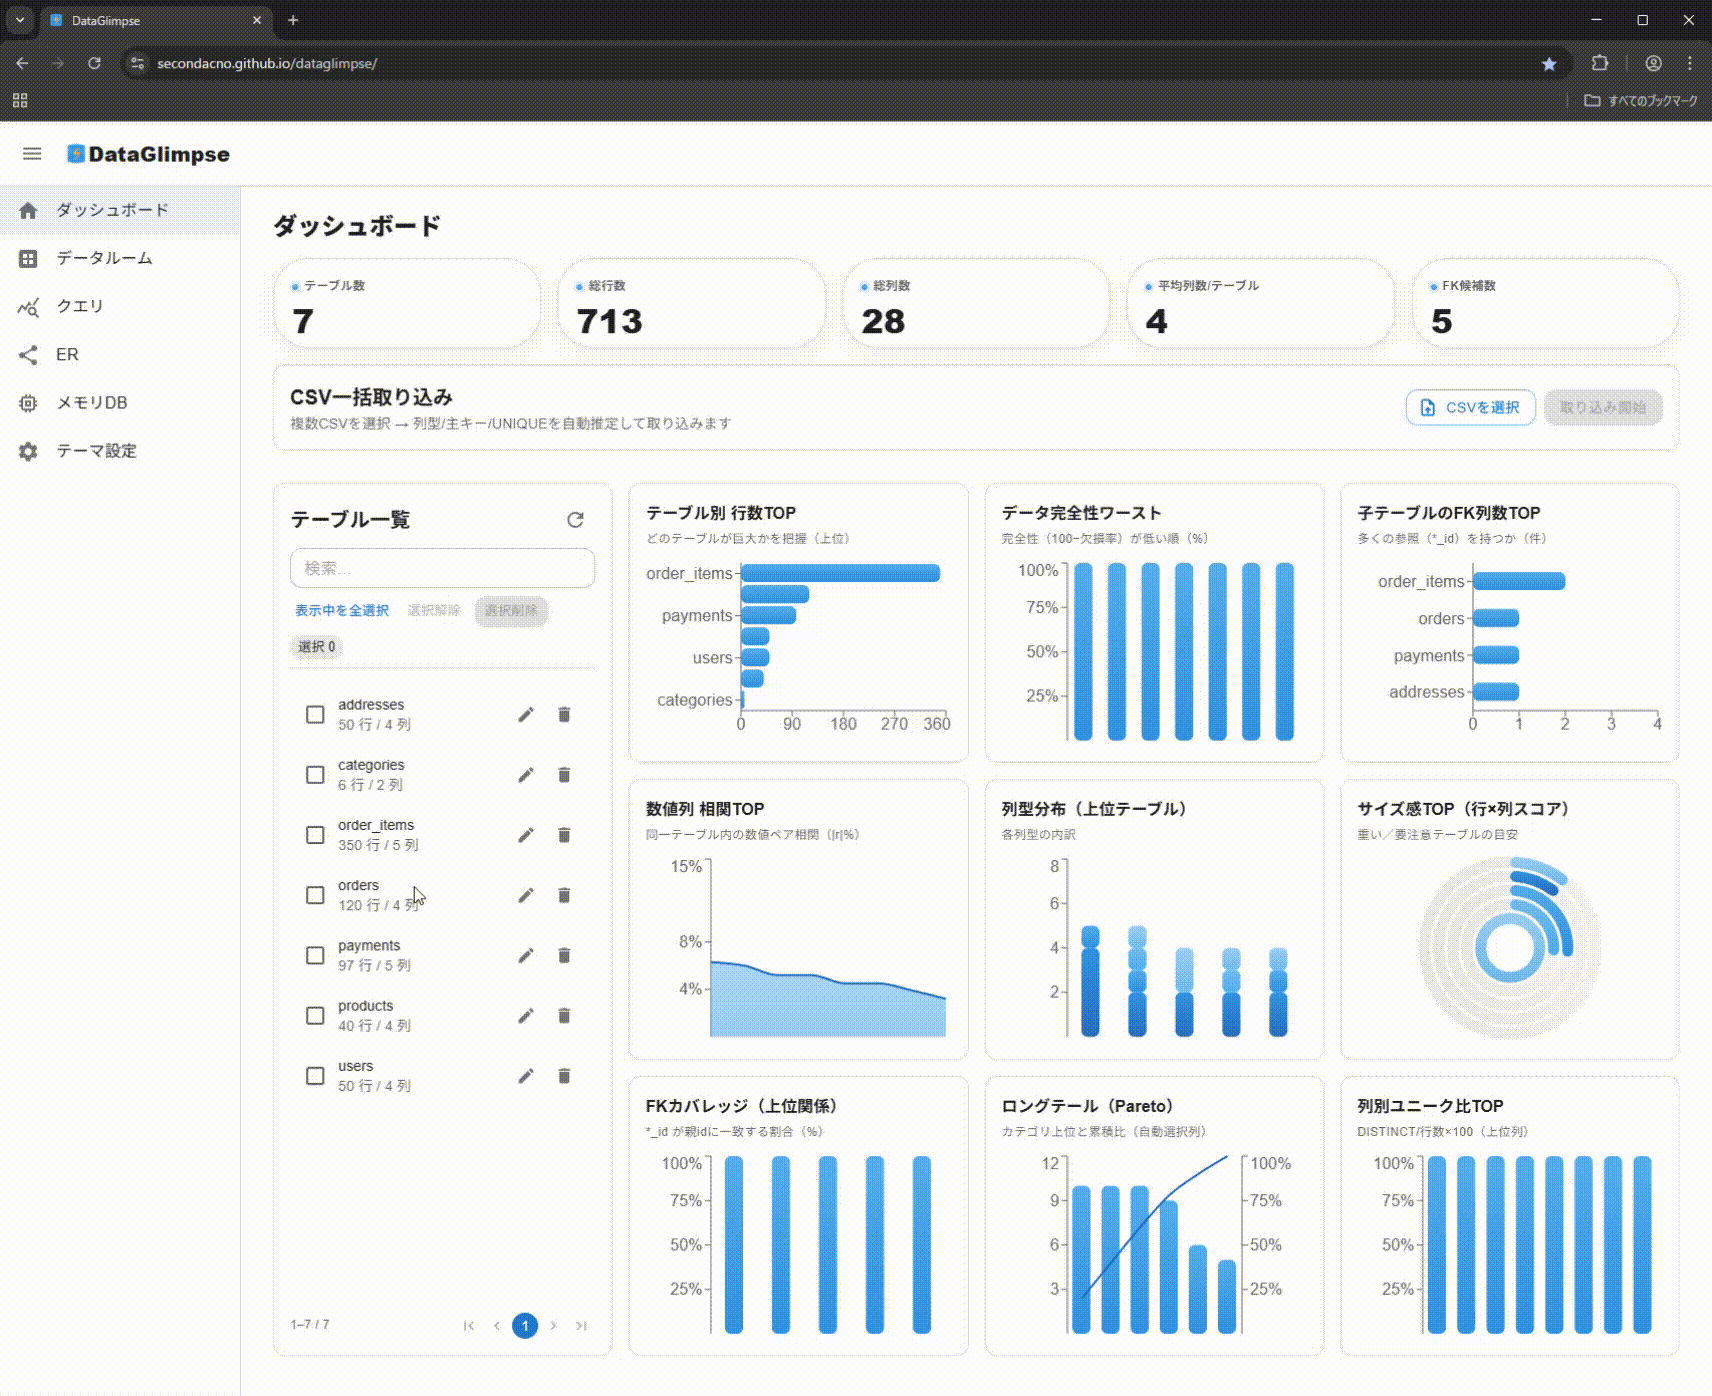 DataGlimpse
secondacno.github.io/dataglimpse/
すべてのブックマーク
DataGlimpse
ダッシュボード
データルーム
クエリ
ER
メモリDB
テーマ設定
ダッシュボード
テーブル数
7
総行数
713
総列数
28
平均列数/テーブル
4
FK候補数
5
CSV一括取り込み
複数CSVを選択 → 列型/主キー/UNIQUEを自動推定して取り込みます
CSVを選択
取り込み開始
テーブル一覧
検索...
表示中を全選択 選択解除 選択削除
選択 0
addresses
50 行 / 4 列
categories
6 行 / 2 列
order_items
350 行 / 5 列
orders
120 行 / 4 列
payments
97 行 / 5 列
products
40 行 / 4 列
users
50 行 / 4 列
1–7 / 7
1
テーブル別 行数TOP
どのテーブルが巨大かを把握（上位）
order_items
payments
users
categories
0 90 180 270 360
データ完全性ワースト
完全性（100−欠損率）が低い順（%）
100%
75%
50%
25%
子テーブルのFK列数TOP
多くの参照（*_id）を持つか（件）
order_items
orders
payments
addresses
0 1 2 3 4
数値列 相関TOP
同一テーブル内の数値ペア相関（|r|%）
15%
8%
4%
列型分布（上位テーブル）
各列型の内訳
8
6
4
2
サイズ感TOP（行×列スコア）
重い／要注意テーブルの目安
FKカバレッジ（上位関係）
*_id が親idに一致する割合（%）
100%
75%
50%
25%
ロングテール（Pareto）
カテゴリ上位と累積比（自動選択列）
12 100%
9 75%
6 50%
3 25%
列別ユニーク比TOP
DISTINCT/行数×100（上位列）
100%
75%
50%
25%